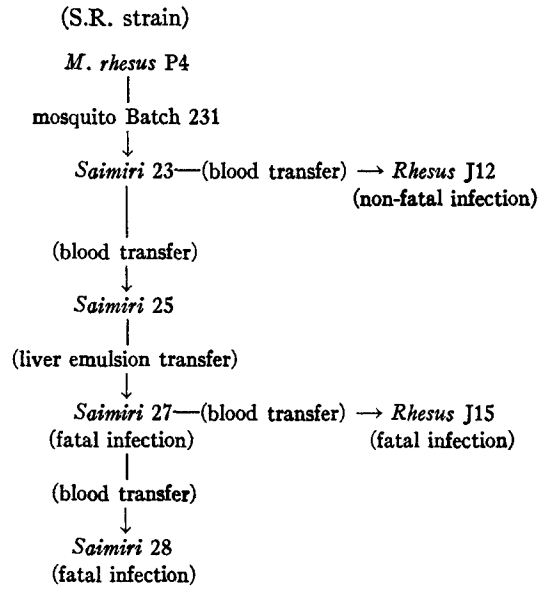 (S.R. strain)
M. rhesus P4
mosquito Batch 231
Saimiri 23—(blood transfer) → Rhesus J12
(non-fatal infection)
(blood transfer)
Saimiri 25
(liver emulsion transfer)
Saimiri 27—(blood transfer) → Rhesus J15
(fatal infection) (fatal infection)
(blood transfer)
Saimiri 28
(fatal infection)